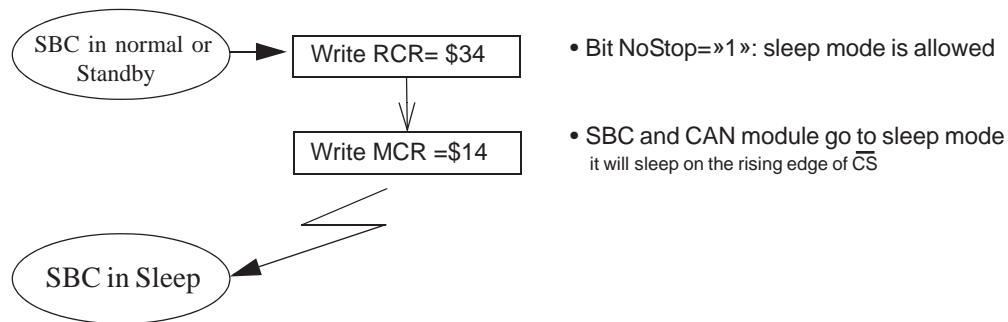 SBC in normal or
Standby
Write RCR= $34
• Bit NoStop=»1»: sleep mode is allowed
Write MCR =$14
• SBC and CAN module go to sleep mode
it will sleep on the rising edge of C̅S̅
SBC in Sleep